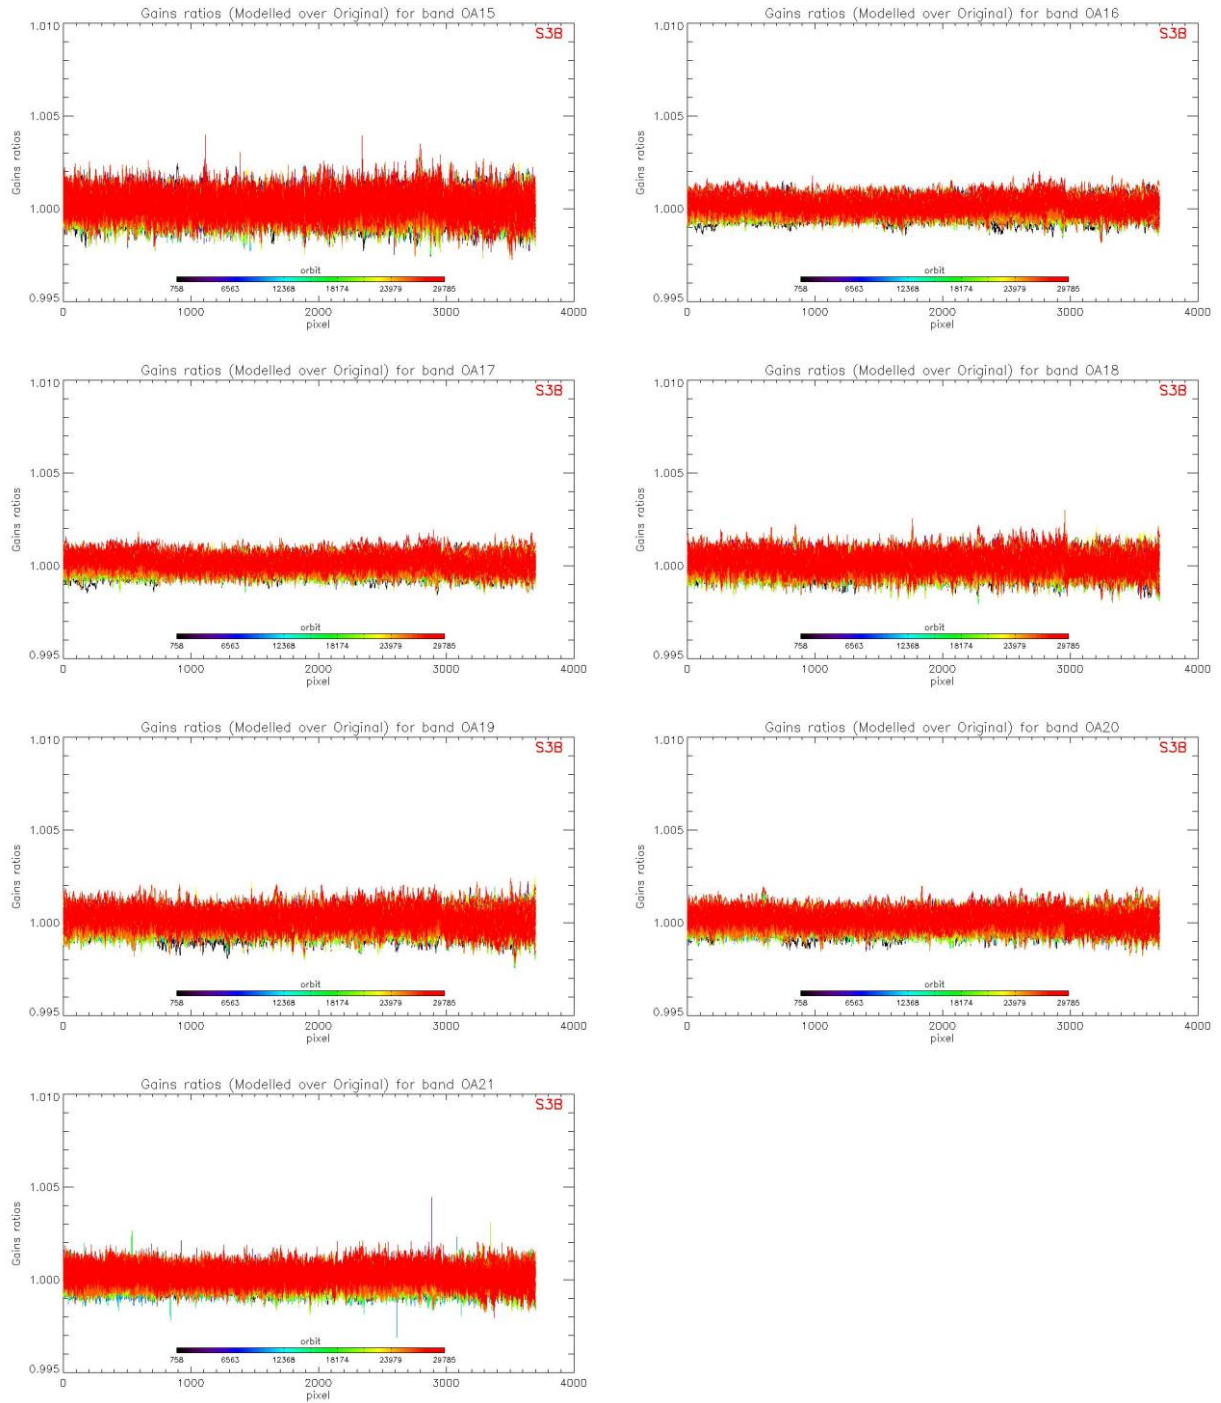 Gains ratios (Modelled over Original) for band OA15
S3B
1.010
1.005
1.000
0.995
Gains ratios
orbit
758 6563 12368 18174 23979 29785
0 1000 2000 3000 4000
pixel
Gains ratios (Modelled over Original) for band OA16
S3B
1.010
1.005
1.000
0.995
Gains ratios
orbit
758 6563 12368 18174 23979 29785
0 1000 2000 3000 4000
pixel
Gains ratios (Modelled over Original) for band OA17
S3B
1.010
1.005
1.000
0.995
Gains ratios
orbit
758 6563 12368 18174 23979 29785
0 1000 2000 3000 4000
pixel
Gains ratios (Modelled over Original) for band OA18
S3B
1.010
1.005
1.000
0.995
Gains ratios
orbit
758 6563 12368 18174 23979 29785
0 1000 2000 3000 4000
pixel
Gains ratios (Modelled over Original) for band OA19
S3B
1.010
1.005
1.000
0.995
Gains ratios
orbit
758 6563 12368 18174 23979 29785
0 1000 2000 3000 4000
pixel
Gains ratios (Modelled over Original) for band OA20
S3B
1.010
1.005
1.000
0.995
Gains ratios
orbit
758 6563 12368 18174 23979 29785
0 1000 2000 3000 4000
pixel
Gains ratios (Modelled over Original) for band OA21
S3B
1.010
1.005
1.000
0.995
Gains ratios
orbit
758 6563 12368 18174 23979 29785
0 1000 2000 3000 4000
pixel